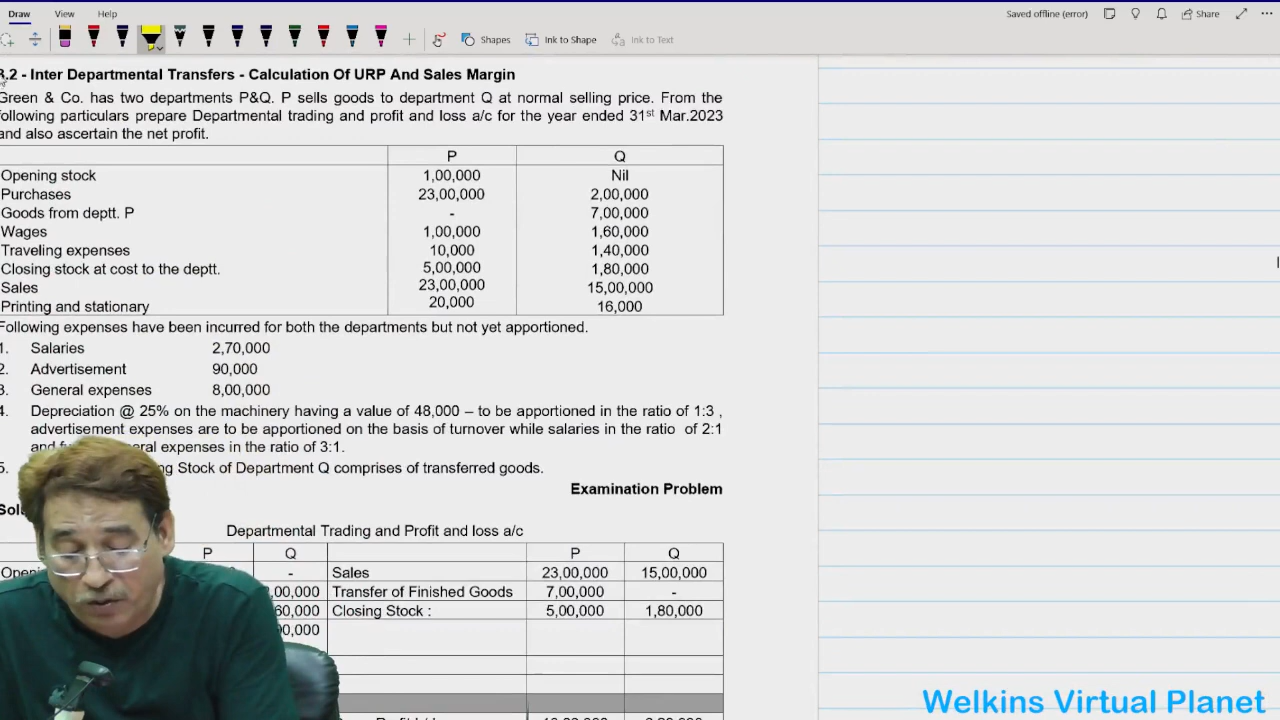 Draw View Help Saved offline (error) Share
Shapes Ink to Shape Ink to Text
3.2 - Inter Departmental Transfers - Calculation Of URP And Sales Margin
Green & Co. has two departments P&Q. P sells goods to department Q at normal selling price. From the
following particulars prepare Departmental trading and profit and loss a/c for the year ended 31st Mar.2023
and also ascertain the net profit.
P Q
Opening stock 1,00,000 Nil
Purchases 23,00,000 2,00,000
Goods from deptt. P - 7,00,000
Wages 1,00,000 1,60,000
Traveling expenses 10,000 1,40,000
Closing stock at cost to the deptt. 5,00,000 1,80,000
Sales 23,00,000 15,00,000
Printing and stationary 20,000 16,000
Following expenses have been incurred for both the departments but not yet apportioned.
1. Salaries 2,70,000
2. Advertisement 90,000
3. General expenses 8,00,000
4. Depreciation @ 25% on the machinery having a value of 48,000 – to be apportioned in the ratio of 1:3 ,
advertisement expenses are to be apportioned on the basis of turnover while salaries in the ratio of 2:1
and expenses in the ratio of 3:1.
5. Stock of Department Q comprises of transferred goods.
Examination Problem
Departmental Trading and Profit and loss a/c
P Q P Q
- Sales 23,00,000 15,00,000
,00,000 Transfer of Finished Goods 7,00,000 -
60,000 Closing Stock : 5,00,000 1,80,000
00,000
Welkins Virtual Planet